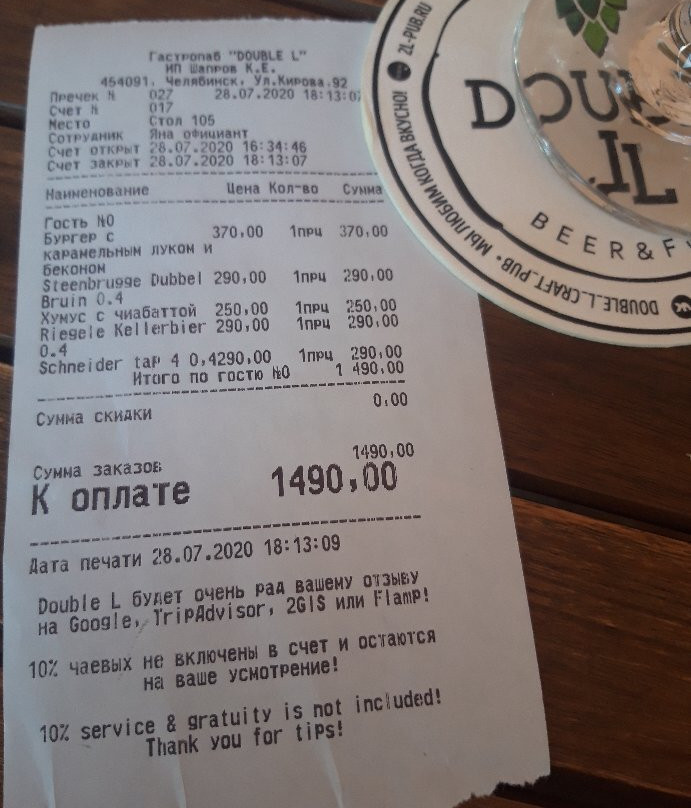 Гастропаб "DOUBLE L"
ИП Шапров К.Е.
454091, Челябинск, Ул.Кирова,92
Пречек № 027 28.07.2020 18:13:07
Счет № 017
Место Стол 105
Сотрудник Яна официант
Счет открыт 28.07.2020 16:34:46
Счет закрыт 28.07.2020 18:13:07
Наименование Цена Кол-во Сумма
Гость №0
Бургер с 370,00 1прц 370,00
карамельным луком и
беконом
Steenbrugge Dubbel 290,00 1прц 290,00
Bruin 0.4
Хумус с чиабаттой 250,00 1прц 250,00
Riegele Kellerbier 290,00 1прц 290,00
0.4
Schneider tap 4 0,4290,00 1прц 290,00
Итого по гостю №0 1 490,00
Сумма скидки 0,00
Сумма заказов 1490,00
К оплате 1490,00
Дата печати 28.07.2020 18:13:09
Double L будет очень рад вашему отзыву
на Google, TripAdvisor, 2GIS или Flamp!
10% чаевых не включены в счет и остаются
на ваше усмотрение!
10% service & gratuity is not included!
Thank you for tips!
2L-PUB.RU
МЫ ЛЮБИМ КОГДА ВКУСНО!
DOUBLE_L_CRAFT_PUB
DOUB
L
BEER & F